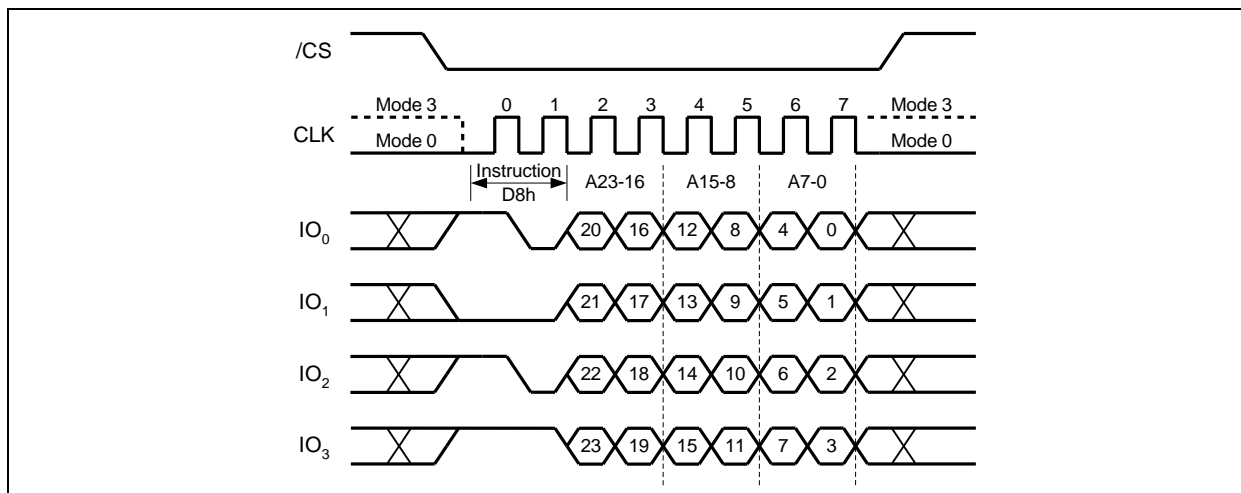 /CS
Mode 3 0 1 2 3 4 5 6 7 Mode 3
CLK
Mode 0 Mode 0
Instruction A23-16 A15-8 A7-0
D8h
IO0 20 16 12 8 4 0
IO1 21 17 13 9 5 1
IO2 22 18 14 10 6 2
IO3 23 19 15 11 7 3